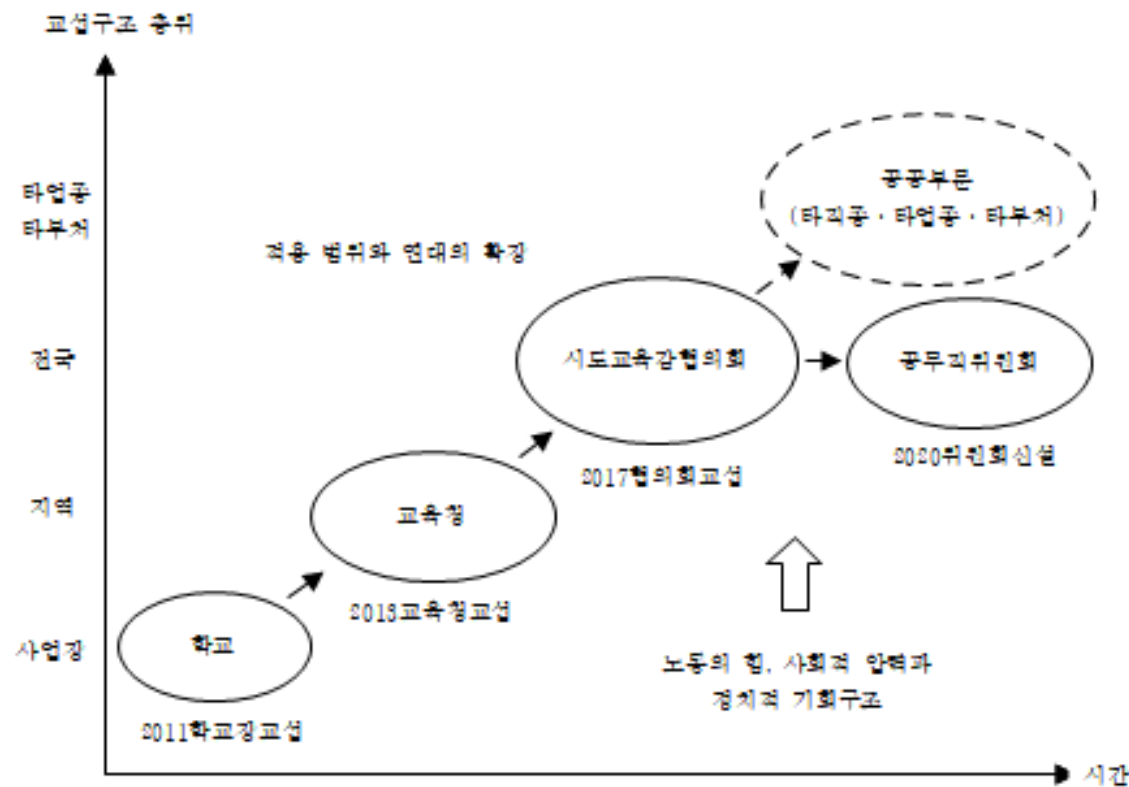 교섭구조 층위
타업종
타부처
공공부문
(타직종·타업종·타부처)
적용 범위와 연대의 확장
전국
시도교육감협의회
공무직위원회
2017협의회교섭
2020위원회신설
지역
교육청
2013교육청교섭
사업장
학교
2011학교장교섭
노동의 힘, 사회적 압력과
정치적 기회구조
시간